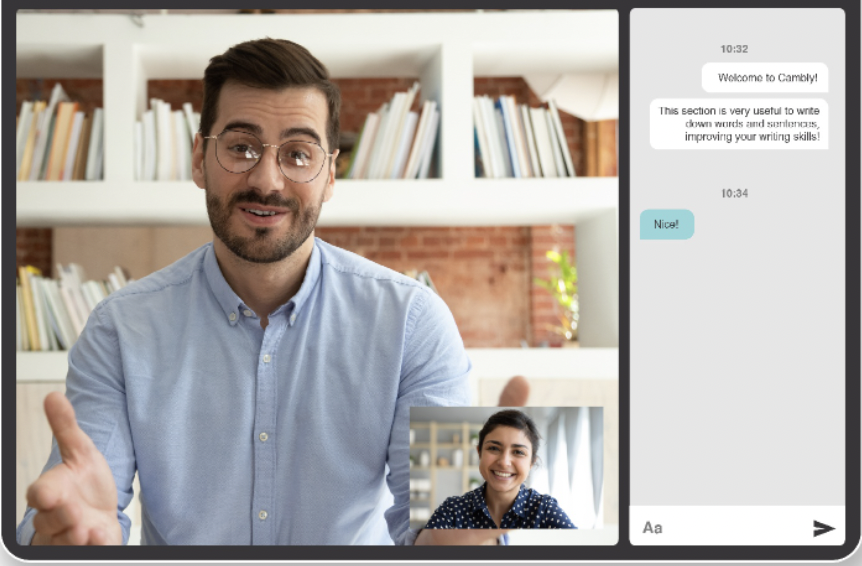 10:32
Welcome to Cambly!
This section is very useful to write
down words and sentences,
improving your writing skills!
10:34
Nice!
Aa